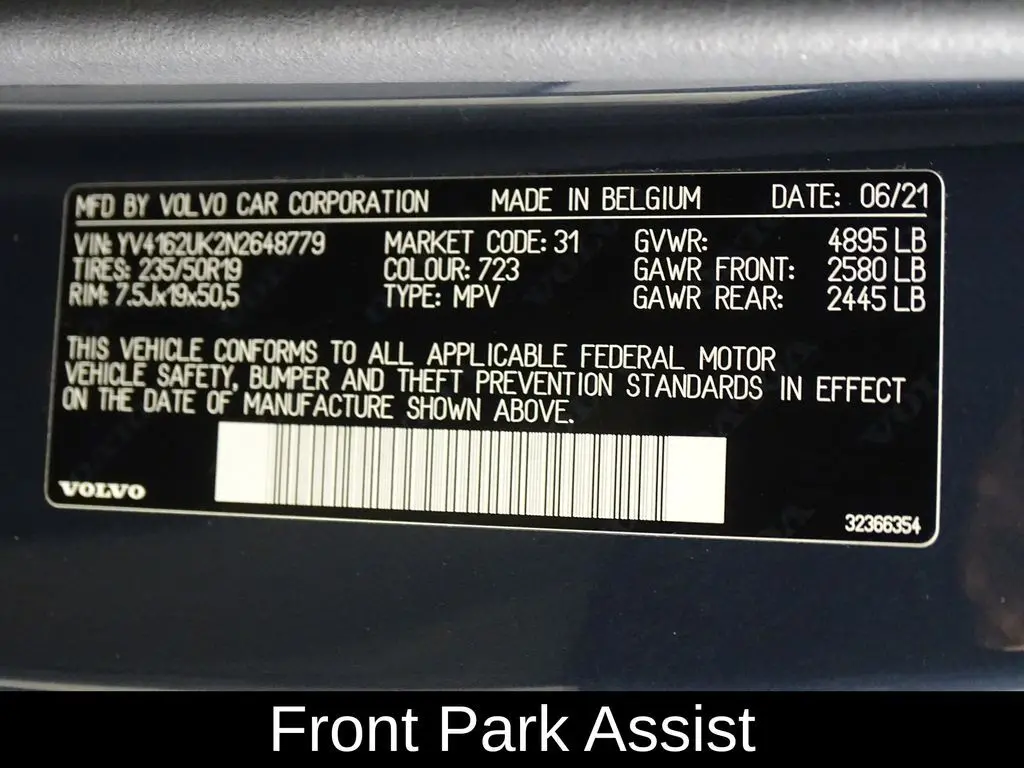 MFD BY VOLVO CAR CORPORATION MADE IN BELGIUM DATE: 06/21
VIN: YV4162UK2N2648779 MARKET CODE: 31 GVWR: 4895 LB
TIRES: 235/50R19 COLOUR: 723 GAWR FRONT: 2580 LB
RIM: 7.5Jx19x50,5 TYPE: MPV GAWR REAR: 2445 LB
THIS VEHICLE CONFORMS TO ALL APPLICABLE FEDERAL MOTOR
VEHICLE SAFETY, BUMPER AND THEFT PREVENTION STANDARDS IN EFFECT
ON THE DATE OF MANUFACTURE SHOWN ABOVE.
VOLVO
32366354
Front Park Assist